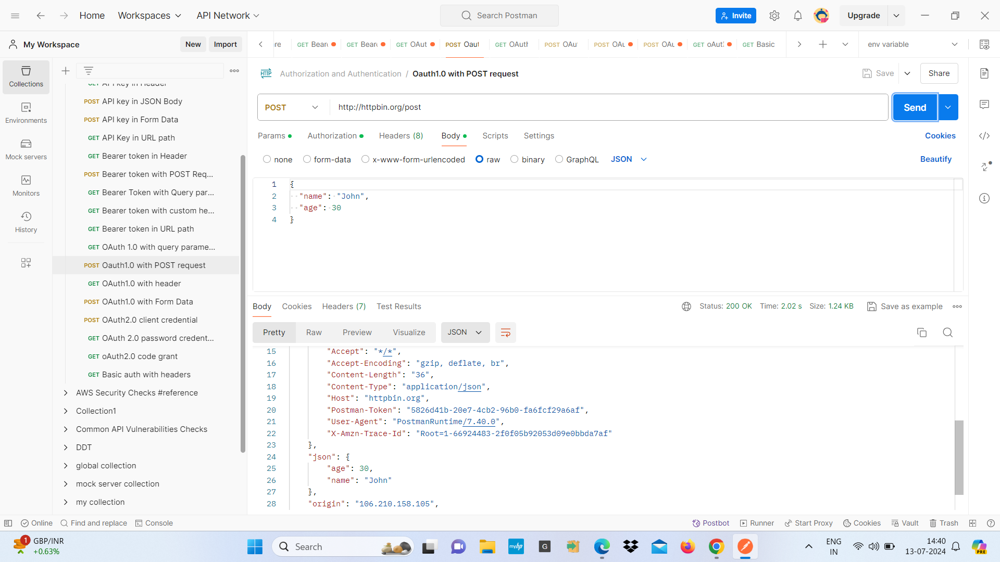 Home Workspaces API Network Search Postman Invite Upgrade
My Workspace New Import GET Bear GET Bear GET OAut POST Oaut GET OAuth POST OAu POST OAu POST OAu GET oAut GET Basic env variable
Authorization and Authentication / Oauth1.0 with POST request Save Share
POST http://httpbin.org/post Send
Params Authorization Headers (8) Body Scripts Settings Cookies
none form-data x-www-form-urlencoded raw binary GraphQL JSON Beautify
1 {
2 "name": "John",
3 "age": 30
4 }
Body Cookies Headers (7) Test Results Status: 200 OK Time: 2.02 s Size: 1.24 KB Save as example
Pretty Raw Preview Visualize JSON
15 "Accept": "*/*",
16 "Accept-Encoding": "gzip, deflate, br",
17 "Content-Length": "36",
18 "Content-Type": "application/json",
19 "Host": "httpbin.org",
20 "Postman-Token": "5826d41b-20e7-4cb2-96b0-fa6fcf29a6af",
21 "User-Agent": "PostmanRuntime/7.40.0",
22 "X-Amzn-Trace-Id": "Root=1-66924483-2f0f05b92053d09e0bbda7af"
23 },
24 "json": {
25 "age": 30,
26 "name": "John"
27 },
28 "origin": "106.210.158.105",
Collections
Environments
Mock servers
Monitors
History
GET API key in Header
POST API key in JSON Body
POST API key in Form Data
GET API Key in URL path
GET Bearer token in Header
POST Bearer token with POST Req...
GET Bearer Token with Query par...
GET Bearer token with custom he...
GET Bearer token in URL path
GET OAuth 1.0 with query parame...
POST Oauth1.0 with POST request
GET OAuth1.0 with header
POST OAuth1.0 with Form Data
POST OAuth2.0 client credential
GET OAuth 2.0 password credent...
GET oAuth2.0 code grant
GET Basic auth with headers
AWS Security Checks #reference
Collection1
Common API Vulnerabilities Checks
DDT
global collection
mock server collection
my collection
Online Find and replace Console Postbot Runner Start Proxy Cookies Vault Trash
1 GBP/INR
+0.63%
Search
myhp
G
ENG
IN
14:40
13-07-2024
PRE